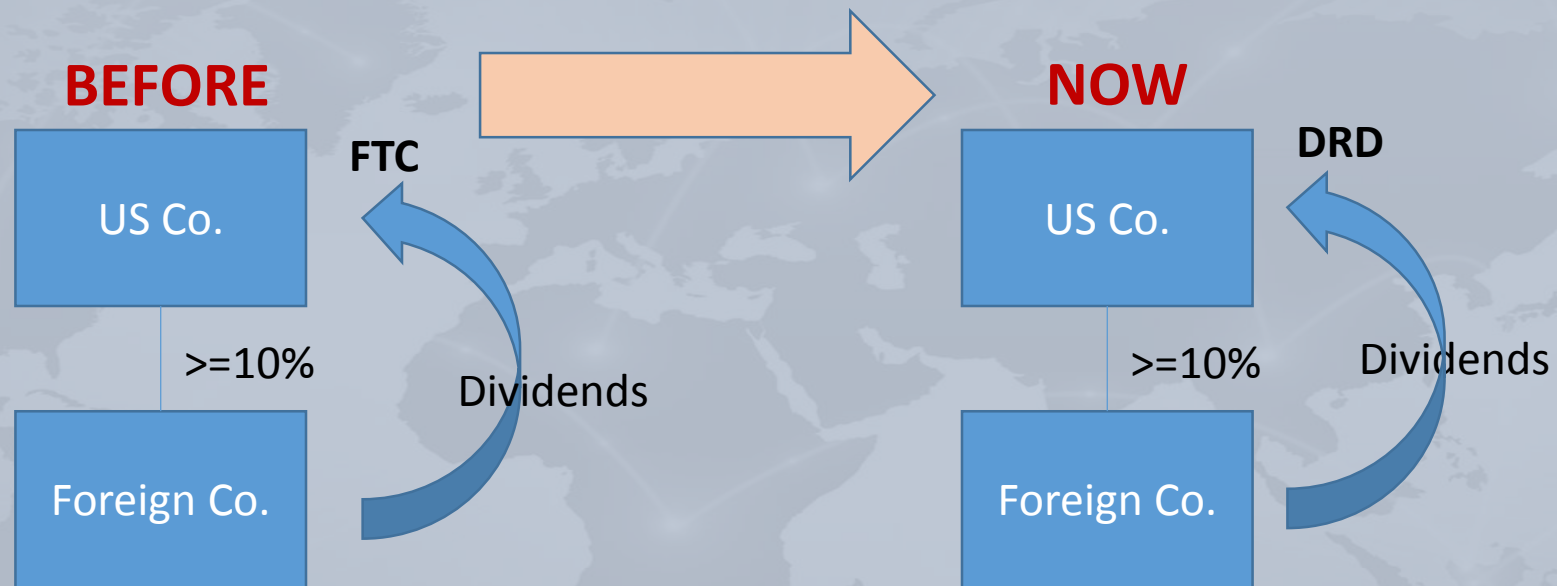 BEFORE
FTC
US Co.
>=10%
Dividends
Foreign Co.
NOW
DRD
US Co.
>=10%
Dividends
Foreign Co.